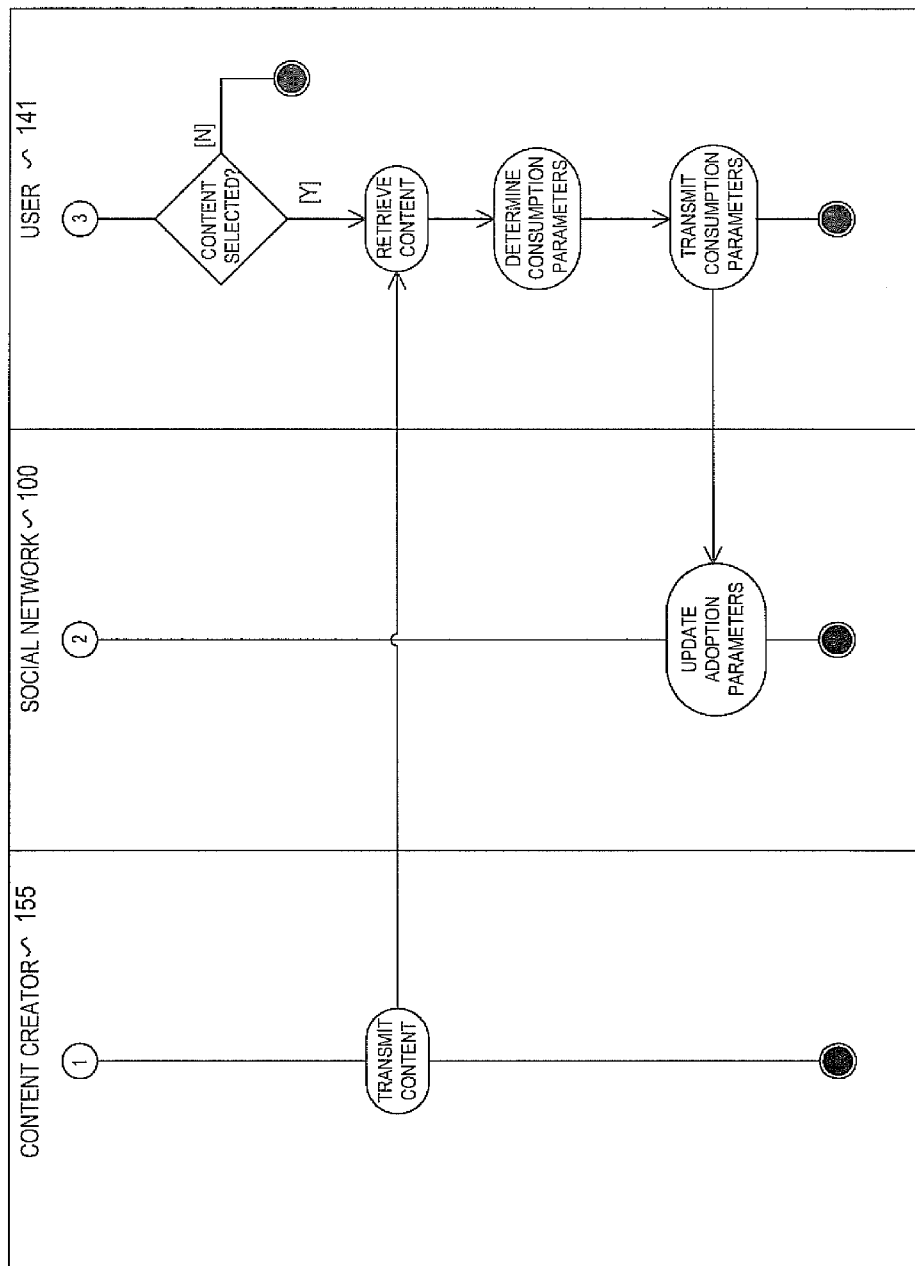 CONTENT CREATOR ~ 155
1
TRANSMIT
CONTENT
SOCIAL NETWORK ~ 100
2
UPDATE
ADOPTION
PARAMETERS
USER ~ 141
3
CONTENT
SELECTED?
[N]
[Y]
RETRIEVE
CONTENT
DETERMINE
CONSUMPTION
PARAMETERS
TRANSMIT
CONSUMPTION
PARAMETERS